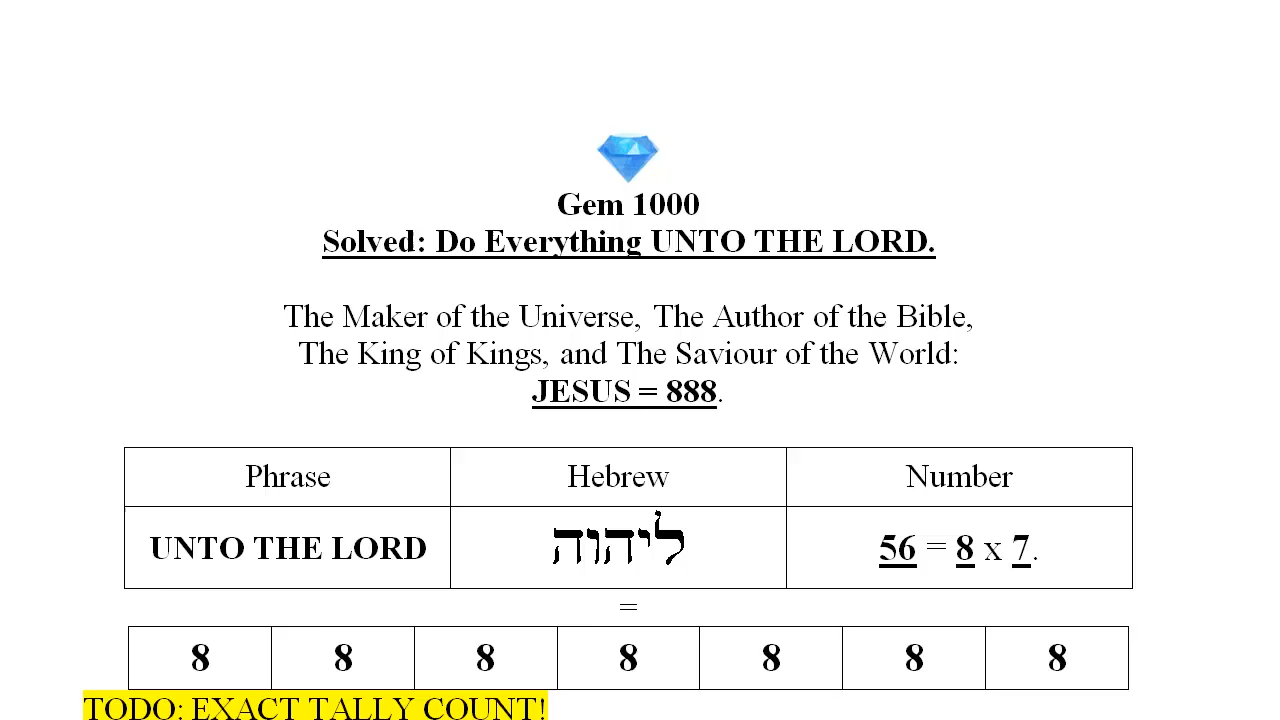 Gem 1000
Solved: Do Everything UNTO THE LORD.
The Maker of the Universe, The Author of the Bible,
The King of Kings, and The Saviour of the World:
JESUS = 888.
Phrase Hebrew Number
UNTO THE LORD ליהוה 56 = 8 x 7.
=
8 8 8 8 8 8 8
TODO: EXACT TALLY COUNT!